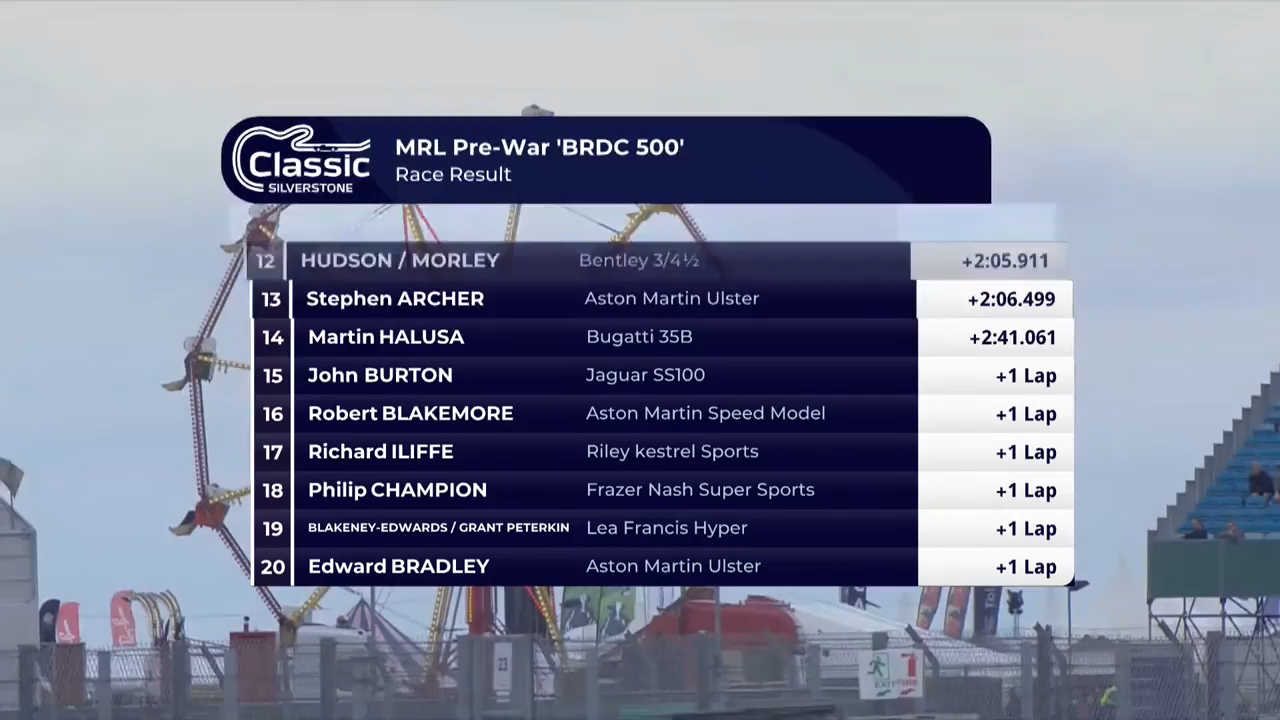 Classic
SILVERSTONE
MRL Pre-War 'BRDC 500'
Race Result
12 HUDSON / MORLEY Bentley 3/4½ +2:05.911
13 Stephen ARCHER Aston Martin Ulster +2:06.499
14 Martin HALUSA Bugatti 35B +2:41.061
15 John BURTON Jaguar SS100 +1 Lap
16 Robert BLAKEMORE Aston Martin Speed Model +1 Lap
17 Richard ILIFFE Riley kestrel Sports +1 Lap
18 Philip CHAMPION Frazer Nash Super Sports +1 Lap
19 BLAKENEY-EDWARDS / GRANT PETERKIN Lea Francis Hyper +1 Lap
20 Edward BRADLEY Aston Martin Ulster +1 Lap
23
EXIT